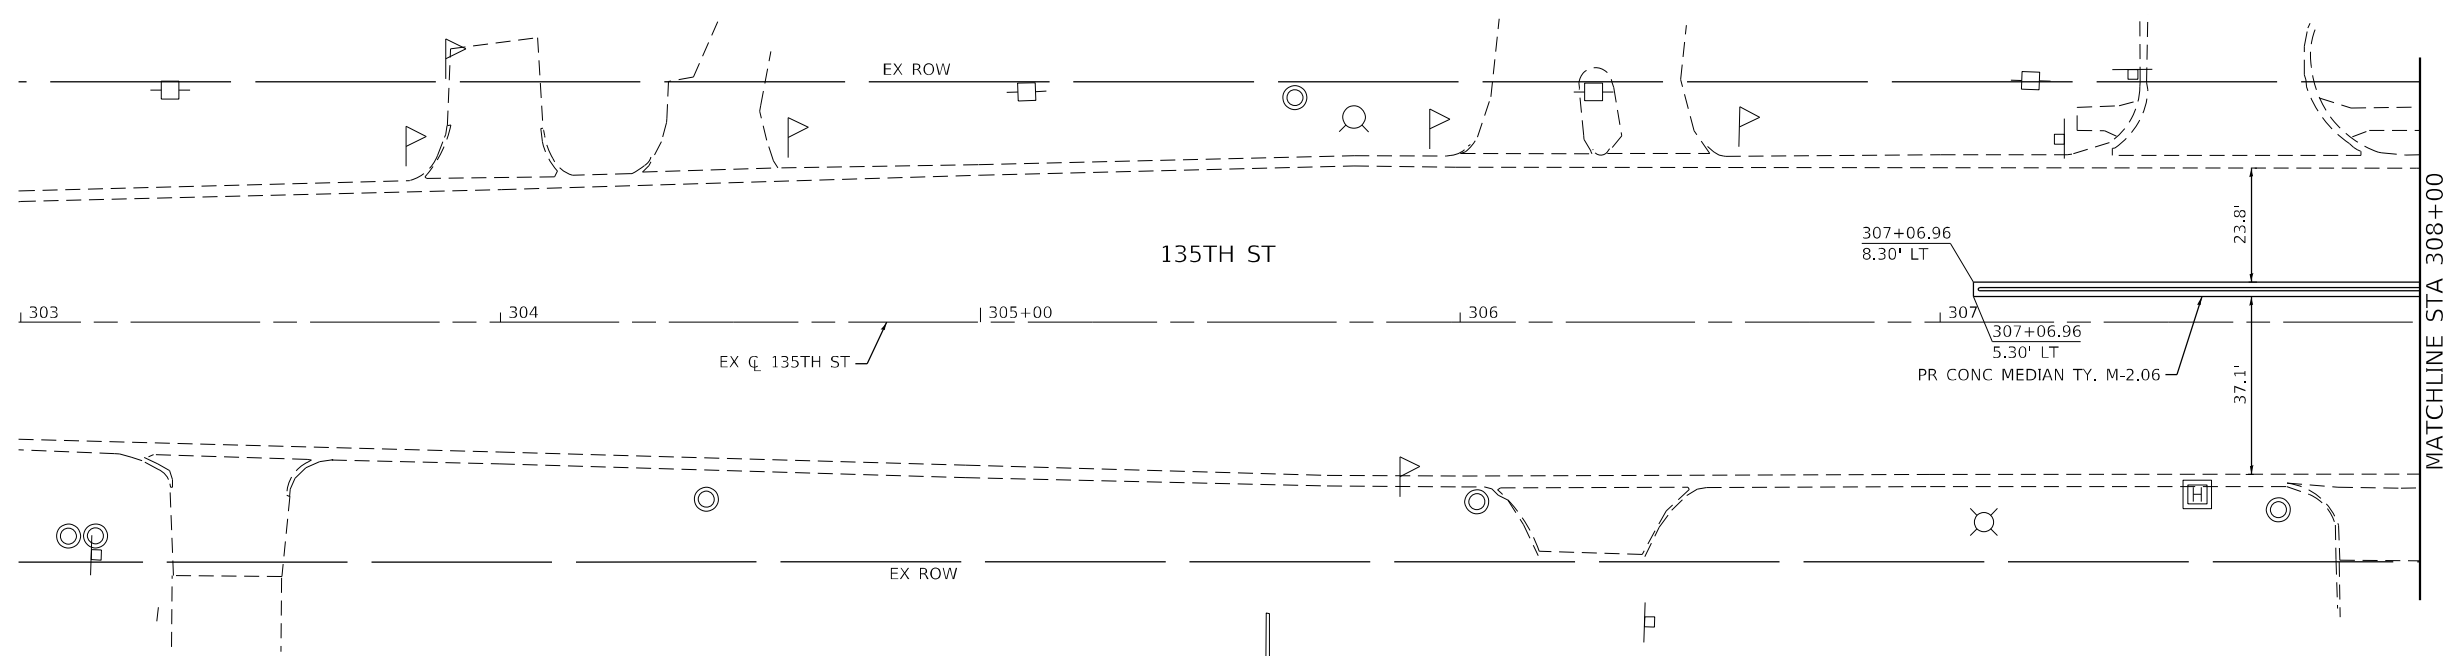 EX ROW
135TH ST
307+06.96
8.30' LT
23.8'
MATCHLINE STA 308+00
303
304
305+00
306
307
307+06.96
5.30' LT
EX ℄ 135TH ST
PR CONC MEDIAN TY. M-2.06
37.1'
H
EX ROW